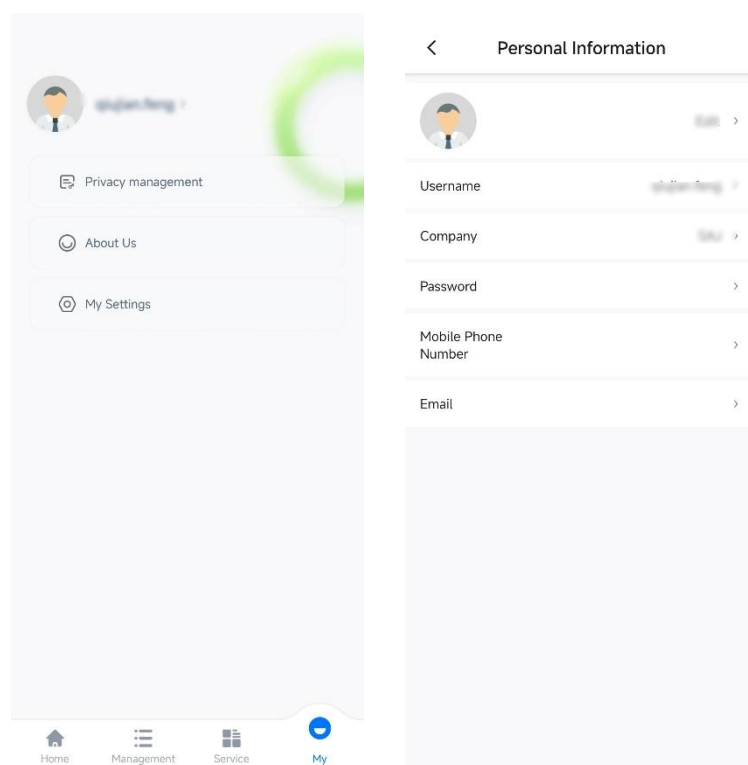 Privacy management
About Us
My Settings
Home
Management
Service
My
Personal Information
Username
Company
Password
Mobile Phone
Number
Email